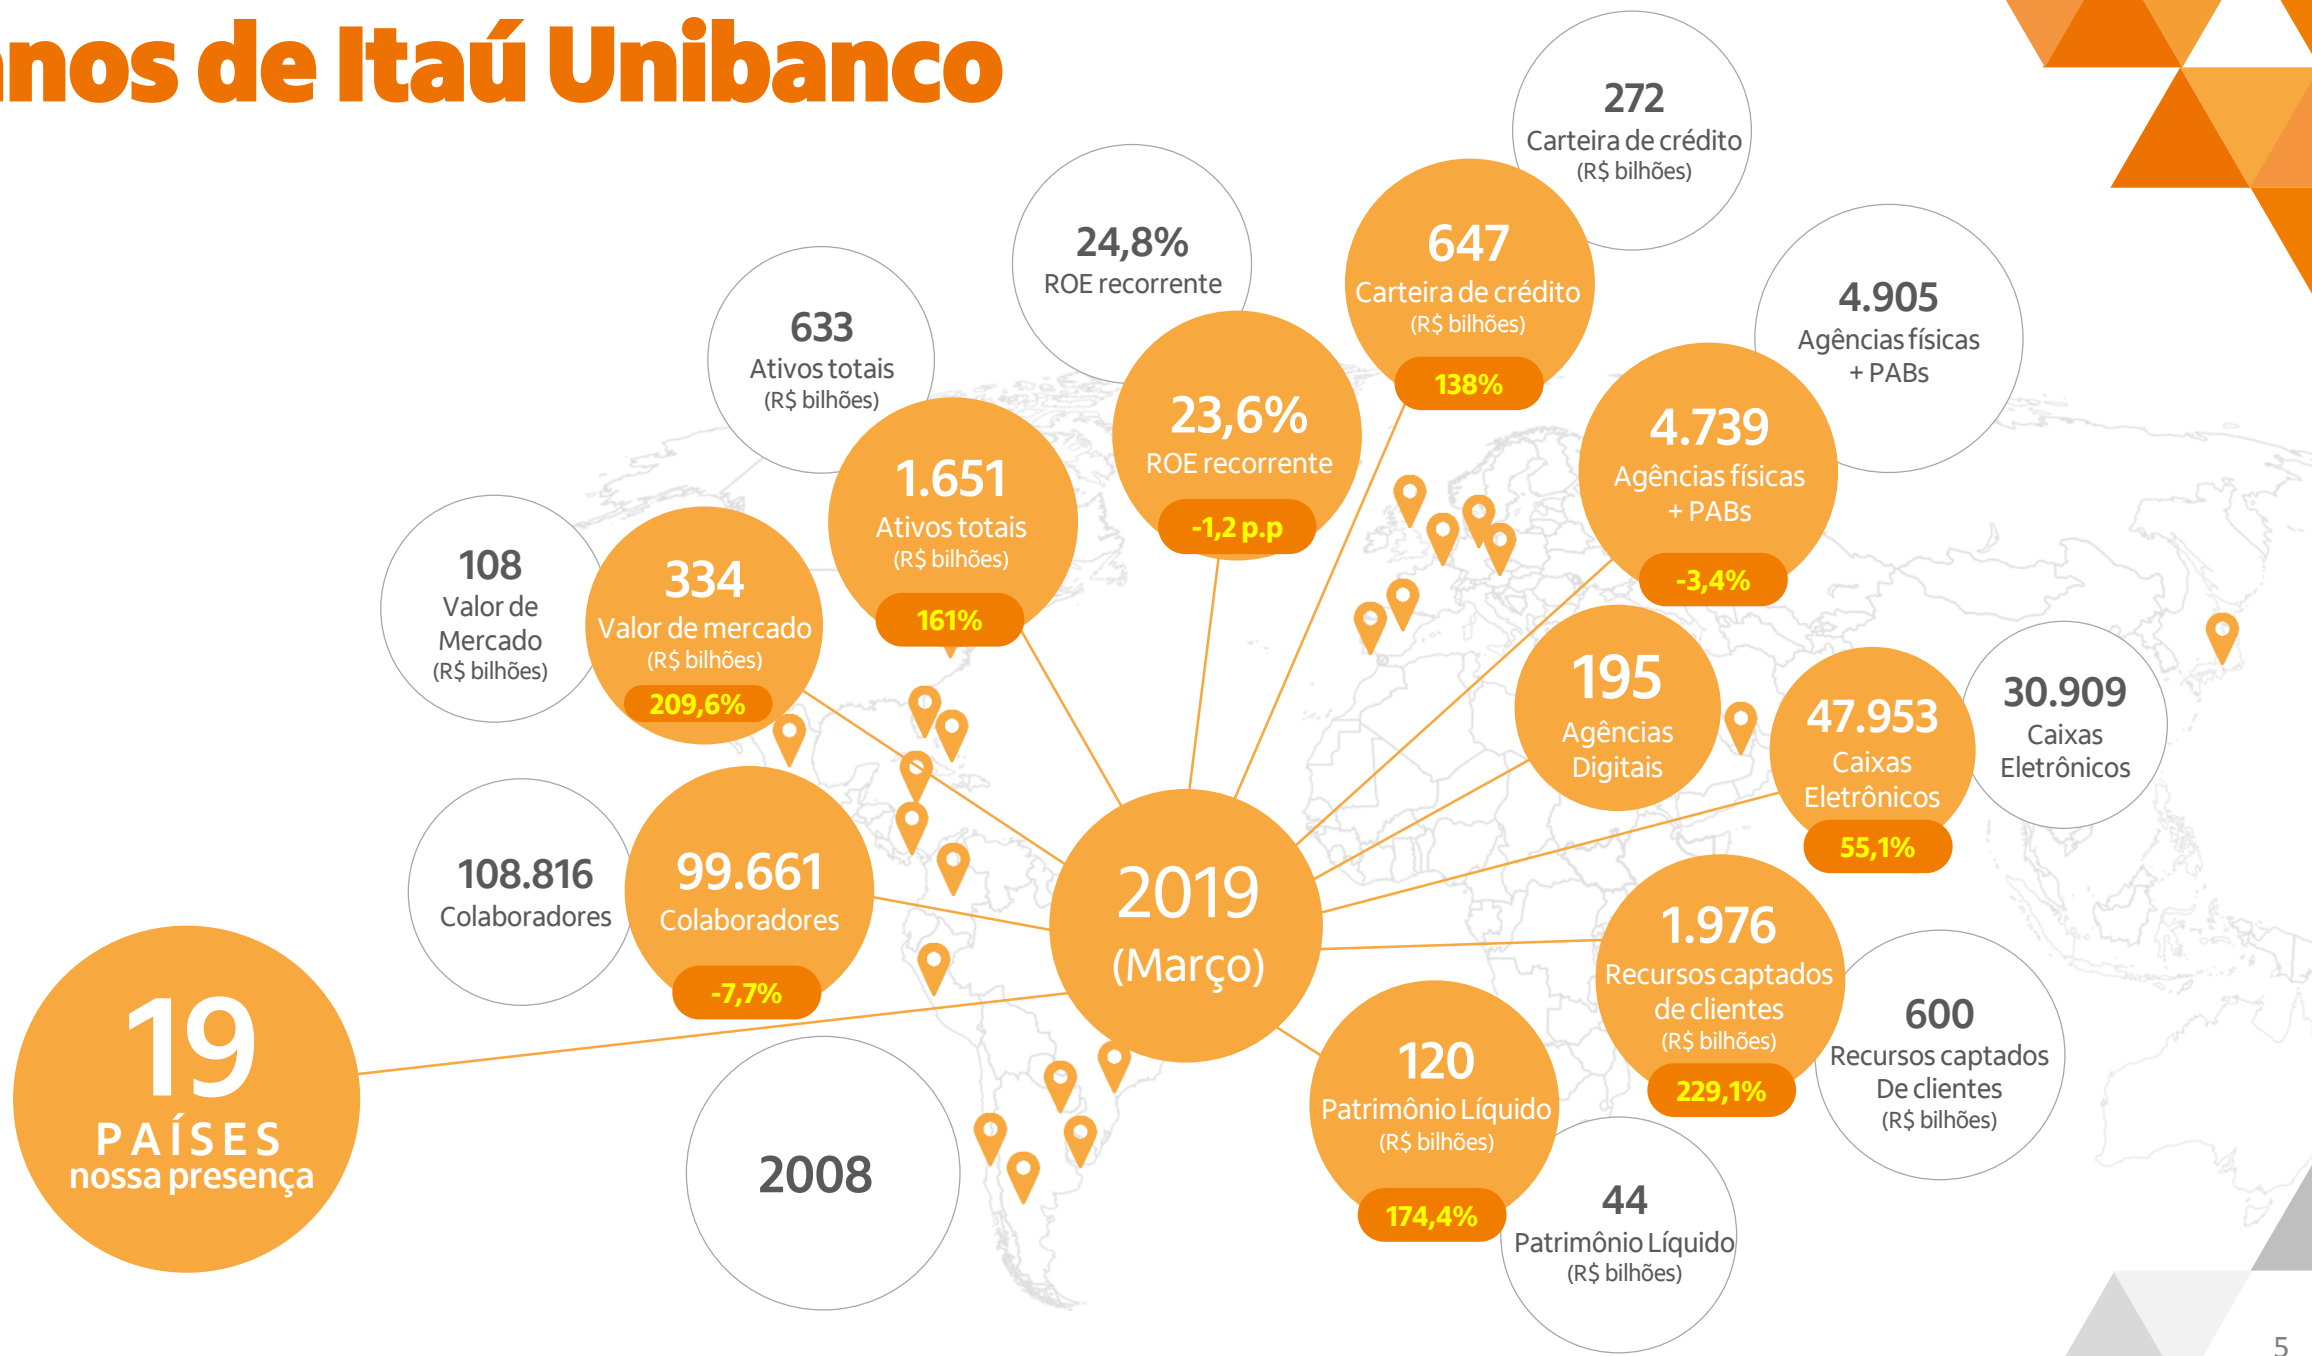 anos de Itaú Unibanco
272
Carteira de crédito
(R$ bilhões)
647
Carteira de crédito
(R$ bilhões)
138%
24,8%
ROE recorrente
23,6%
ROE recorrente
-1,2 p.p
4.905
Agências físicas
+ PABs
4.739
Agências físicas
+ PABs
-3,4%
633
Ativos totais
(R$ bilhões)
1.651
Ativos totais
(R$ bilhões)
161%
108
Valor de
Mercado
(R$ bilhões)
334
Valor de mercado
(R$ bilhões)
209,6%
195
Agências
Digitais
47.953
Caixas
Eletrônicos
55,1%
30.909
Caixas
Eletrônicos
108.816
Colaboradores
99.661
Colaboradores
-7,7%
2019
(Março)
1.976
Recursos captados
de clientes
(R$ bilhões)
229,1%
600
Recursos captados
De clientes
(R$ bilhões)
19
PAÍSES
nossa presença
2008
120
Patrimônio Líquido
(R$ bilhões)
174,4%
44
Patrimônio Líquido
(R$ bilhões)
5